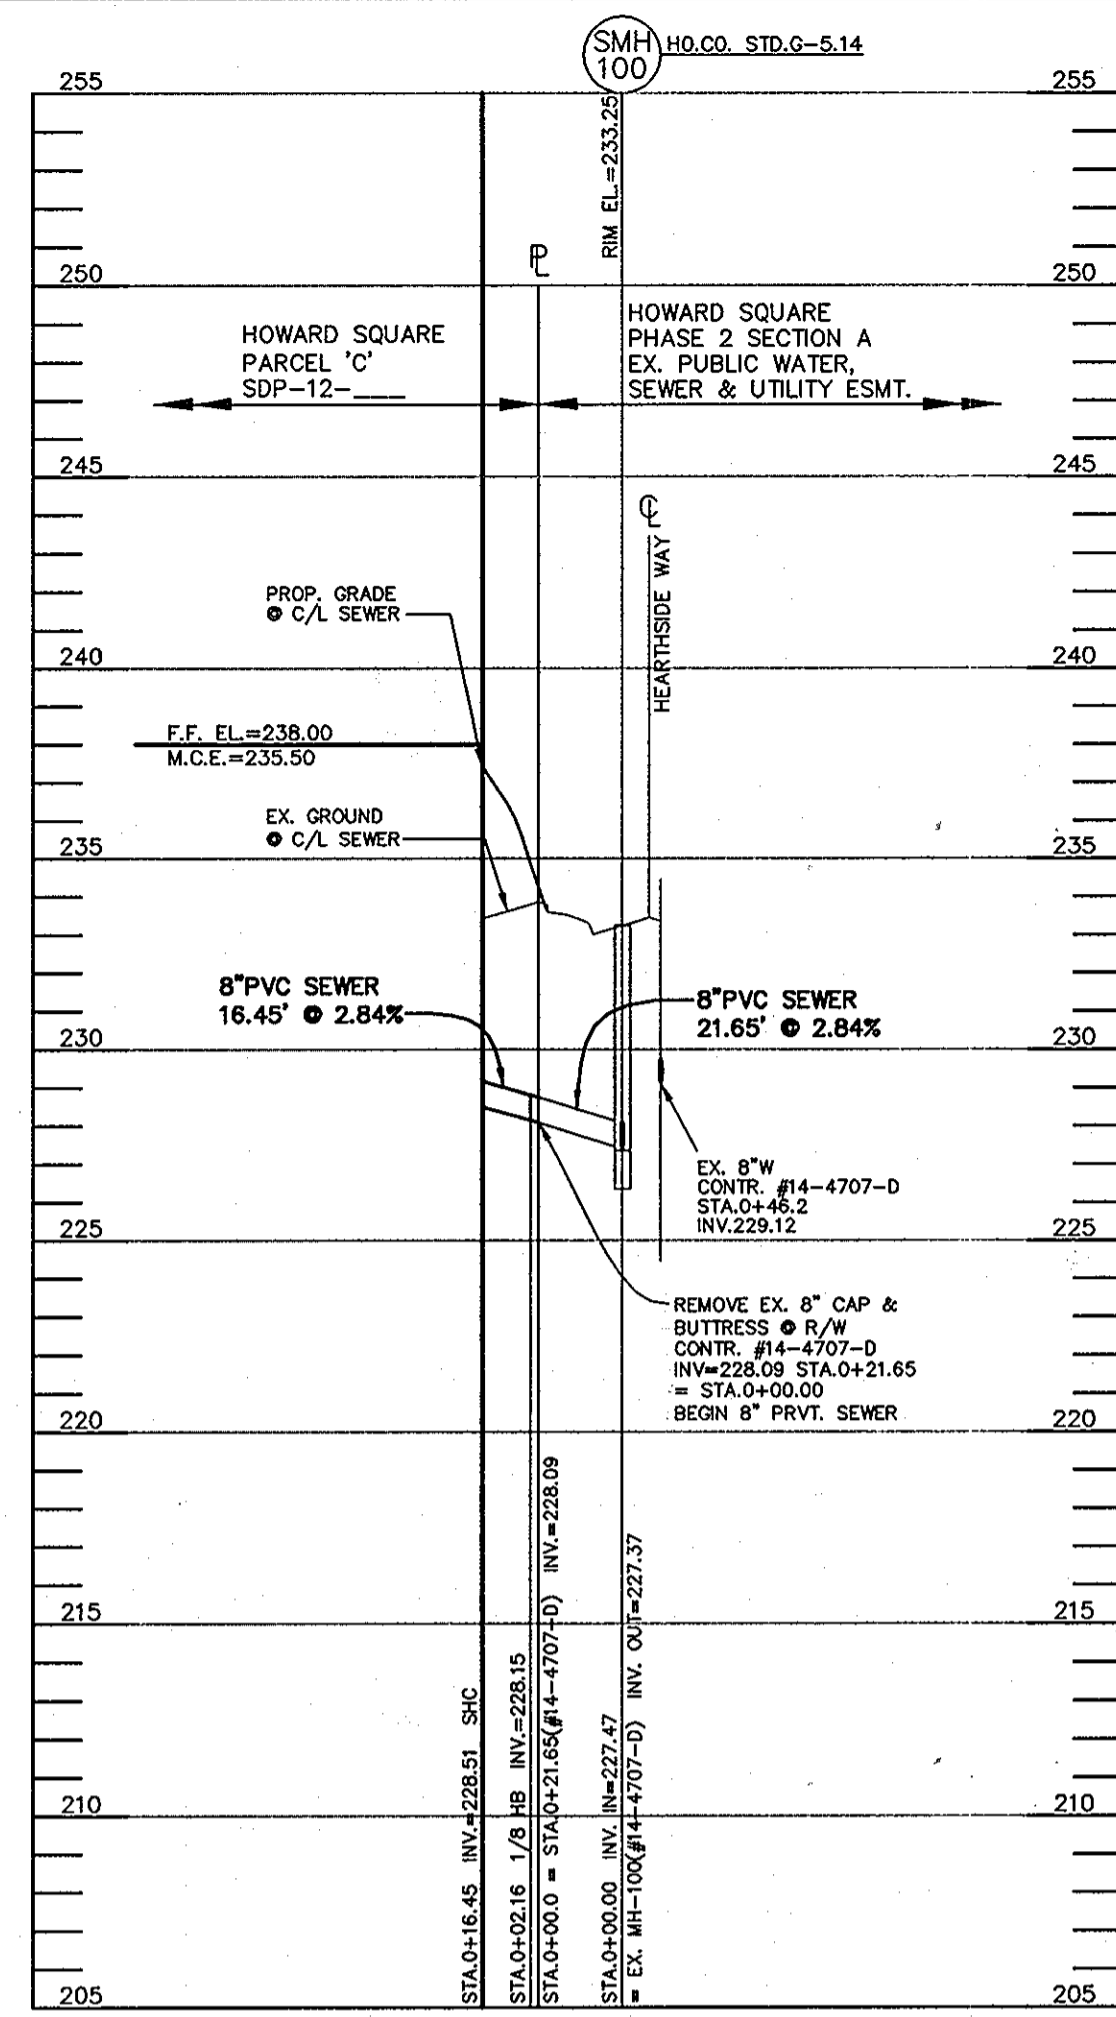 SMH
100
HO.CO. STD.G-5.14
255
255
RIM EL.=233.25
PL
250
250
HOWARD SQUARE
PARCEL 'C'
SDP-12-___
HOWARD SQUARE
PHASE 2 SECTION A
EX. PUBLIC WATER,
SEWER & UTILITY ESMT.
245
245
CL
HEARTHSIDE WAY
PROP. GRADE
@ C/L SEWER
240
240
F.F. EL.=238.00
M.C.E.=235.50
EX. GROUND
@ C/L SEWER
235
235
8"PVC SEWER
16.45' @ 2.84%
8"PVC SEWER
21.65' @ 2.84%
230
230
EX. 8"W
CONTR. #14-4707-D
STA.0+46.2
INV.229.12
225
225
REMOVE EX. 8" CAP &
BUTTRESS @ R/W
CONTR. #14-4707-D
INV=228.09 STA.0+21.65
= STA.0+00.00
BEGIN 8" PRVT. SEWER
220
220
215
215
210
210
205
205
STA.0+16.45 INV.=228.51 SHC
STA.0+02.16 1/8 HB INV.=228.15
STA.0+00.0 = STA.0+21.65(#14-4707-D) INV.=228.09
STA.0+00.00 INV. IN=227.47
= EX. MH-100(#14-4707-D) INV. OUT=227.37